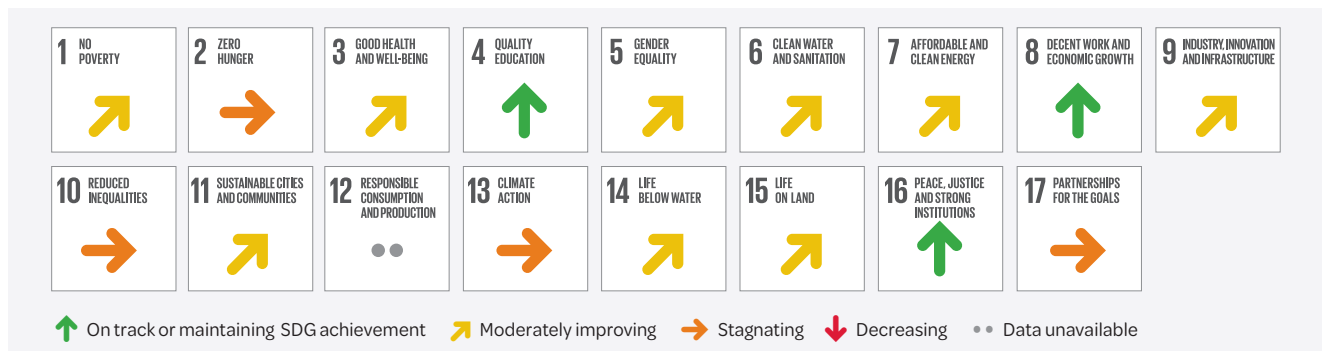 1 NO
POVERTY
2 ZERO
HUNGER
3 GOOD HEALTH
AND WELL-BEING
4 QUALITY
EDUCATION
5 GENDER
EQUALITY
6 CLEAN WATER
AND SANITATION
7 AFFORDABLE AND
CLEAN ENERGY
8 DECENT WORK AND
ECONOMIC GROWTH
9 INDUSTRY, INNOVATION
AND INFRASTRUCTURE
10 REDUCED
INEQUALITIES
11 SUSTAINABLE CITIES
AND COMMUNITIES
12 RESPONSIBLE
CONSUMPTION
AND PRODUCTION
13 CLIMATE
ACTION
14 LIFE
BELOW WATER
15 LIFE
ON LAND
16 PEACE, JUSTICE
AND STRONG
INSTITUTIONS
17 PARTNERSHIPS
FOR THE GOALS
On track or maintaining SDG achievement
Moderately improving
Stagnating
Decreasing
Data unavailable